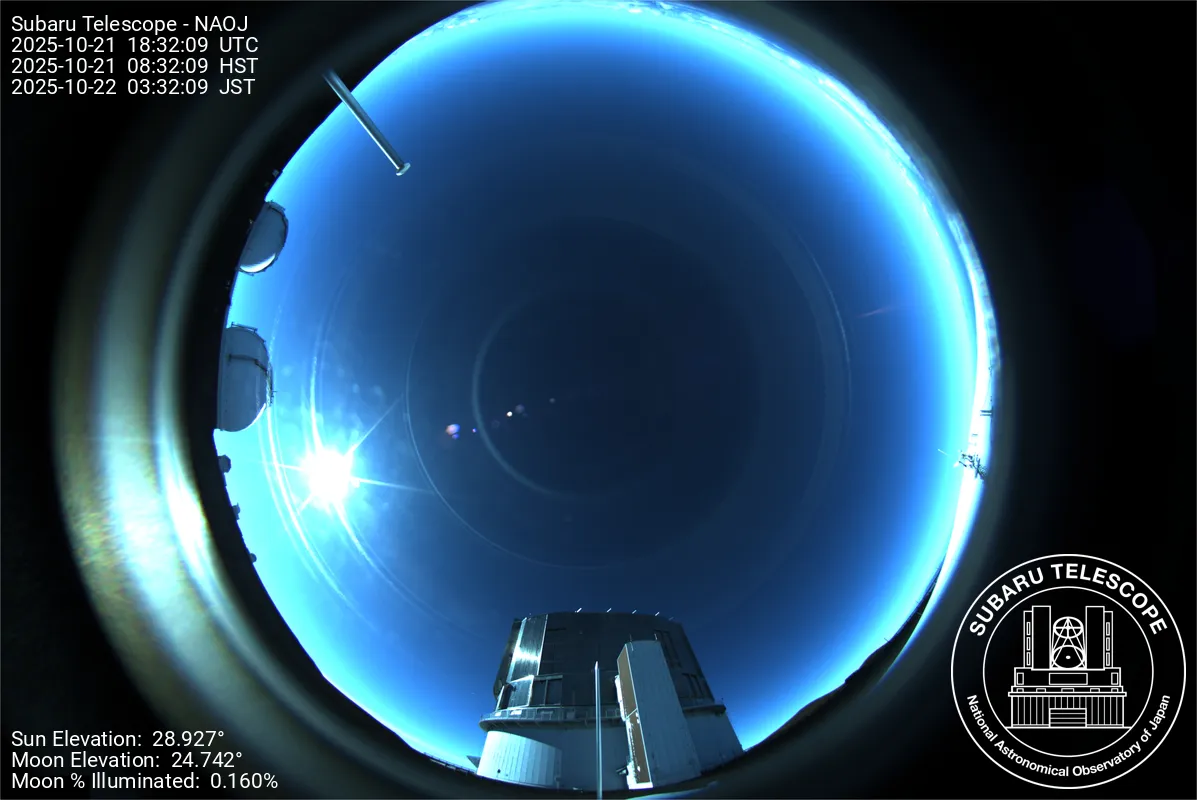 Subaru Telescope - NAOJ
2025-10-21 18:32:09 UTC
2025-10-21 08:32:09 HST
2025-10-22 03:32:09 JST
Sun Elevation: 28.927°
Moon Elevation: 24.742°
Moon % Illuminated: 0.160%
SUBARU TELESCOPE
National Astronomical Observatory of Japan